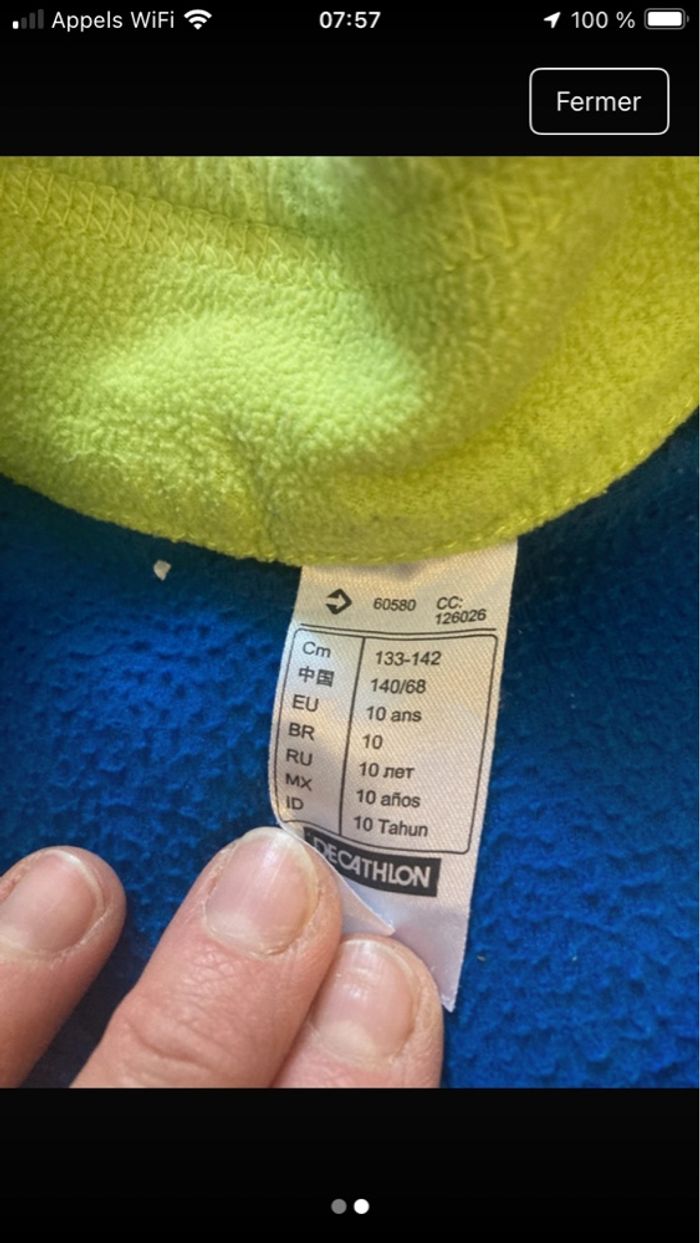 Appels WiFi 07:57 100 %
Fermer
60580 CC:
126026
Cm 133-142
中国 140/68
EU 10 ans
BR 10
RU 10 лет
MX 10 años
ID 10 Tahun
DECATHLON